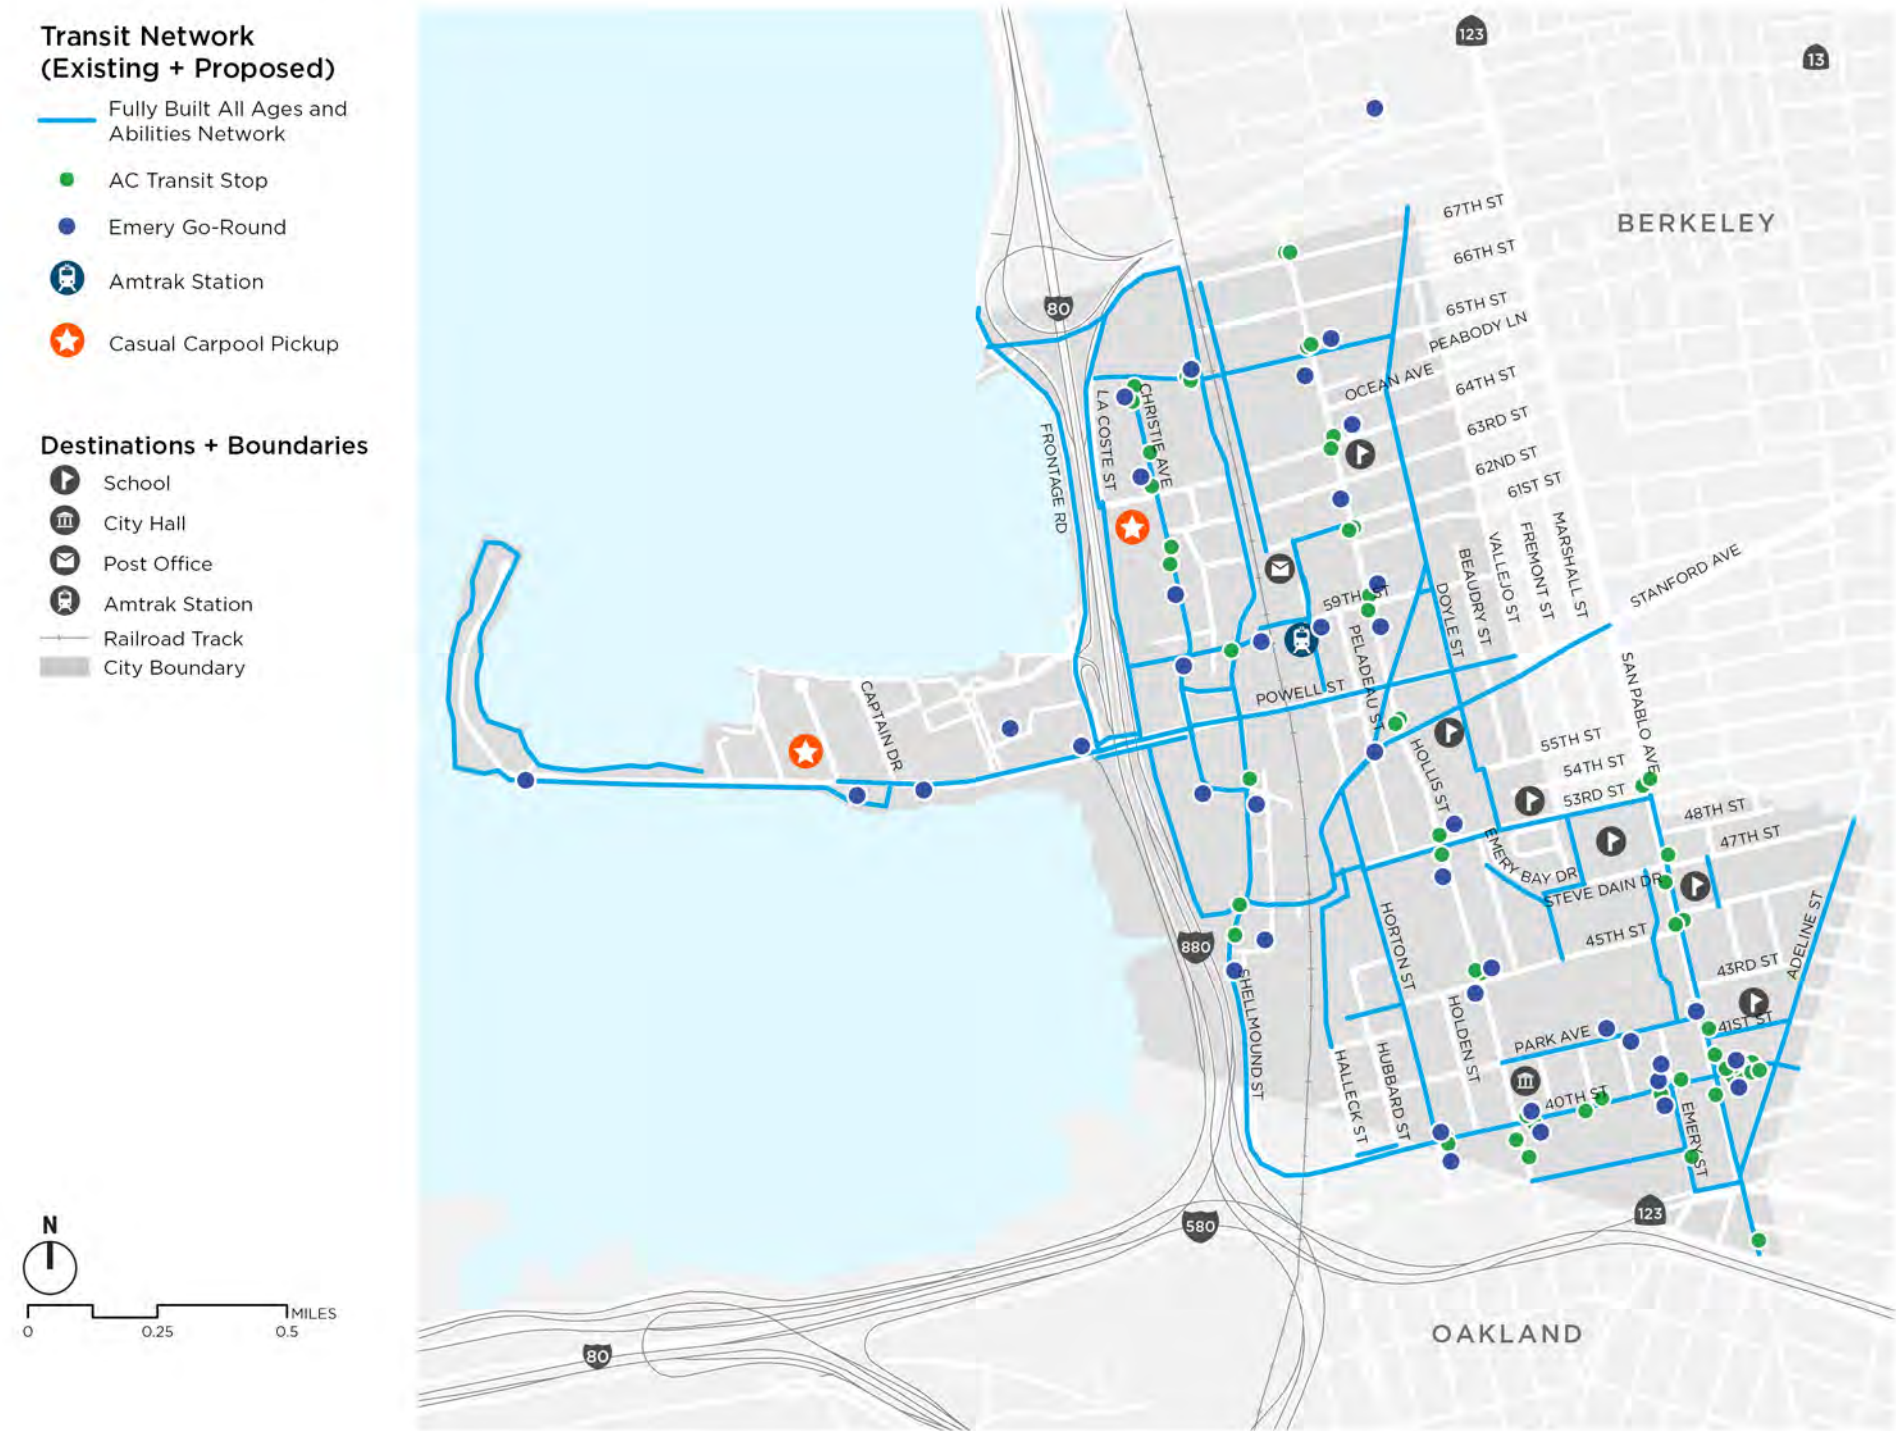 Transit Network
(Existing + Proposed)
Fully Built All Ages and
Abilities Network
AC Transit Stop
Emery Go-Round
Amtrak Station
Casual Carpool Pickup
Destinations + Boundaries
School
City Hall
Post Office
Amtrak Station
Railroad Track
City Boundary
N
MILES
0
0.25
0.5
123
13
BERKELEY
67TH ST
66TH ST
65TH ST
PEABODY LN
OCEAN AVE
64TH ST
63RD ST
62ND ST
61ST ST
80
LA COSTE ST
CHRISTIE AVE
FRONTAGE RD
MARSHALL ST
FREMONT ST
VALLEJO ST
BEAUDRY ST
DOYLE ST
STANFORD AVE
59TH ST
PELADEAU ST
POWELL ST
SAN PABLO AVE
CAPTAIN DR
HOLLIS ST
55TH ST
54TH ST
53RD ST
48TH ST
47TH ST
EMERY BAY DR
STEVE DAIN DR
45TH ST
43RD ST
ADELINE ST
41ST ST
880
HORTON ST
HOLDEN ST
PARK AVE
SHELLMOUND ST
HALLECK ST
HUBBARD ST
40TH ST
EMERY ST
580
123
80
OAKLAND